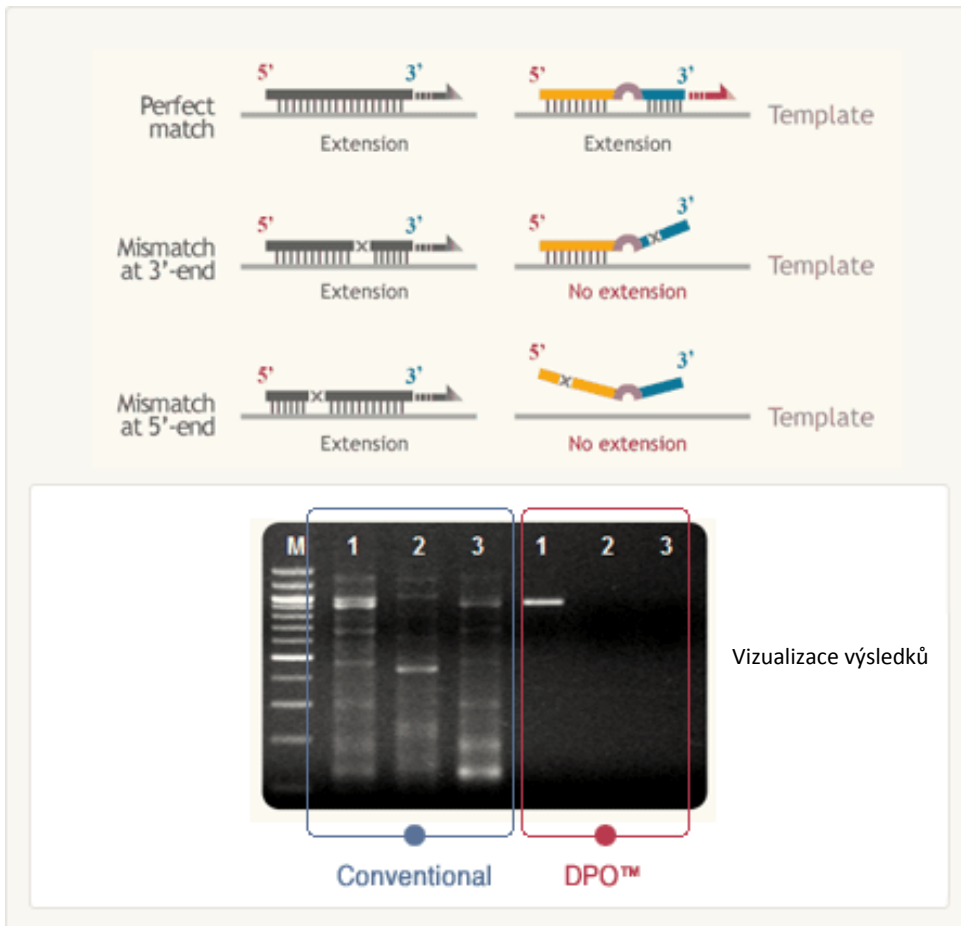 5’ 3’ 5’ 3’
Perfect
match
Template
Extension Extension
5’ 3’ 5’ 3’
Mismatch
at 3’-end
Template
Extension No extension
5’ 3’ 5’ 3’
Mismatch
at 5’-end
Template
Extension No extension
M 1 2 3 1 2 3
Vizualizace výsledků
Conventional DPO™